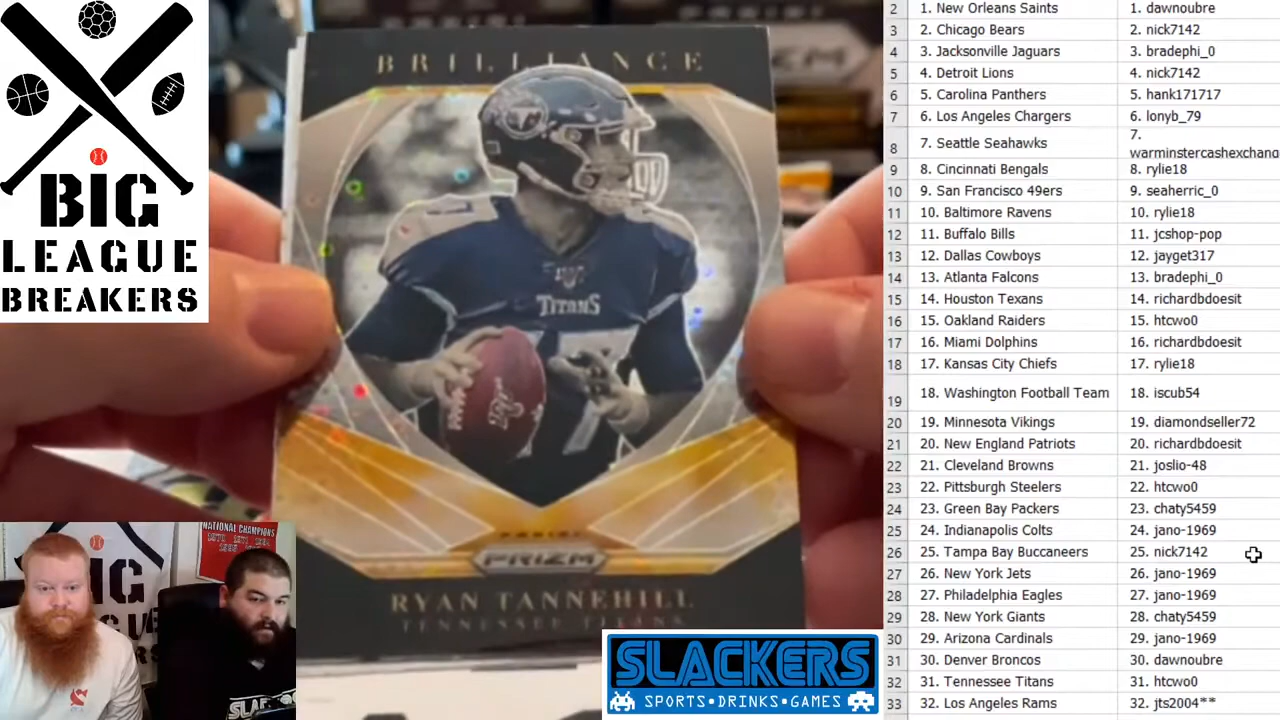 BIG
LEAGUE
BREAKERS
BRILLIANCE
TITANS
17
PANINI
PRIZM
RYAN TANNEHILL
TENNESSEE TITANS
NATIONAL CHAMPIONS
SLACKERS
SPORTS•DRINKS•GAMES
2 1. New Orleans Saints 1. dawnoubre
3 2. Chicago Bears 2. nick7142
4 3. Jacksonville Jaguars 3. bradephi_0
5 4. Detroit Lions 4. nick7142
6 5. Carolina Panthers 5. hank171717
7 6. Los Angeles Chargers 6. lonyb_79
8 7. Seattle Seahawks 7.
warminstercashexchang
9 8. Cincinnati Bengals 8. rylie18
10 9. San Francisco 49ers 9. seaherric_0
11 10. Baltimore Ravens 10. rylie18
12 11. Buffalo Bills 11. jcshop-pop
13 12. Dallas Cowboys 12. jayget317
14 13. Atlanta Falcons 13. bradephi_0
15 14. Houston Texans 14. richardbdoesit
16 15. Oakland Raiders 15. htcwo0
17 16. Miami Dolphins 16. richardbdoesit
18 17. Kansas City Chiefs 17. rylie18
19 18. Washington Football Team 18. iscub54
20 19. Minnesota Vikings 19. diamondseller72
21 20. New England Patriots 20. richardbdoesit
22 21. Cleveland Browns 21. joslio-48
23 22. Pittsburgh Steelers 22. htcwo0
24 23. Green Bay Packers 23. chaty5459
25 24. Indianapolis Colts 24. jano-1969
26 25. Tampa Bay Buccaneers 25. nick7142
27 26. New York Jets 26. jano-1969
28 27. Philadelphia Eagles 27. jano-1969
29 28. New York Giants 28. chaty5459
30 29. Arizona Cardinals 29. jano-1969
31 30. Denver Broncos 30. dawnoubre
32 31. Tennessee Titans 31. htcwo0
33 32. Los Angeles Rams 32. jts2004**